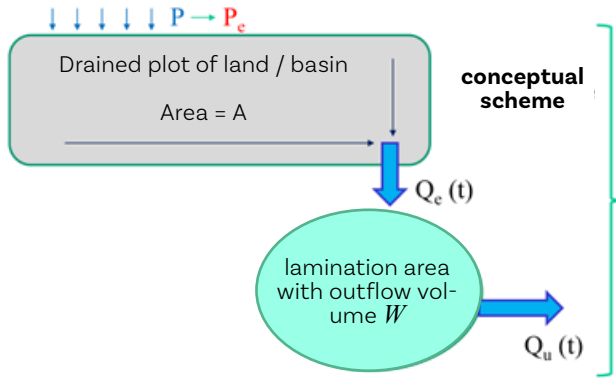 P → Pe
Drained plot of land / basin
Area = A
conceptual
scheme
Qe (t)
lamination area
with outflow vol-
ume W
Qu (t)